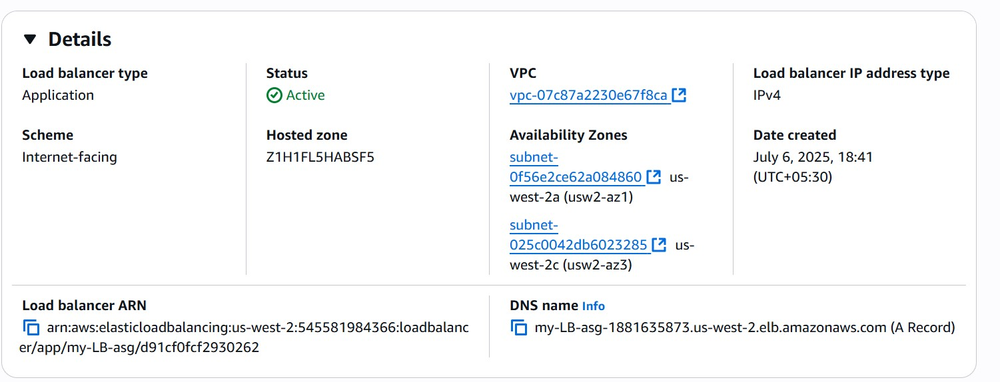 Details
Load balancer type
Application
Status
Active
VPC
vpc-07c87a2230e67f8ca
Load balancer IP address type
IPv4
Scheme
Internet-facing
Hosted zone
Z1H1FL5HABSF5
Availability Zones
subnet-
0f56e2ce62a084860 us-
west-2a (usw2-az1)
subnet-
025c0042db6023285 us-
west-2c (usw2-az3)
Date created
July 6, 2025, 18:41
(UTC+05:30)
Load balancer ARN
arn:aws:elasticloadbalancing:us-west-2:545581984366:loadbalanc
er/app/my-LB-asg/d91cf0fcf2930262
DNS name Info
my-LB-asg-1881635873.us-west-2.elb.amazonaws.com (A Record)